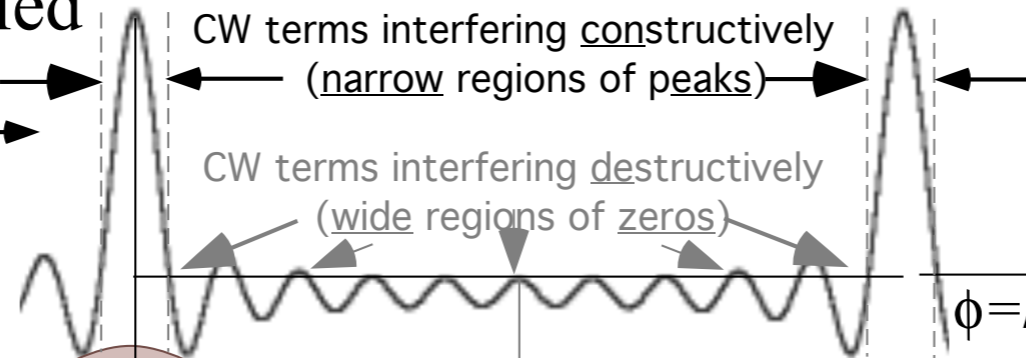 CW terms interfering constructively
(narrow regions of peaks)
CW terms interfering destructively
(wide regions of zeros)
ϕ=